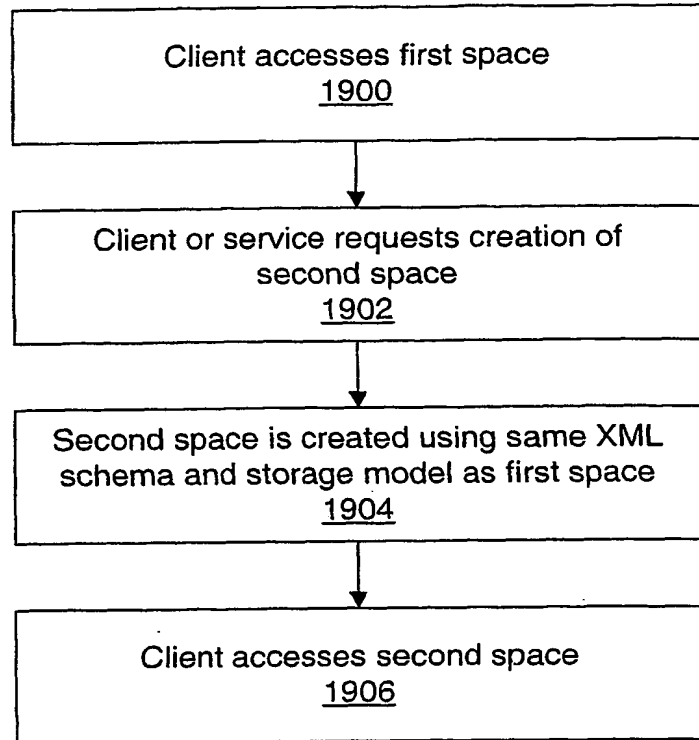 Client accesses first space
1900
Client or service requests creation of
second space
1902
Second space is created using same XML
schema and storage model as first space
1904
Client accesses second space
1906